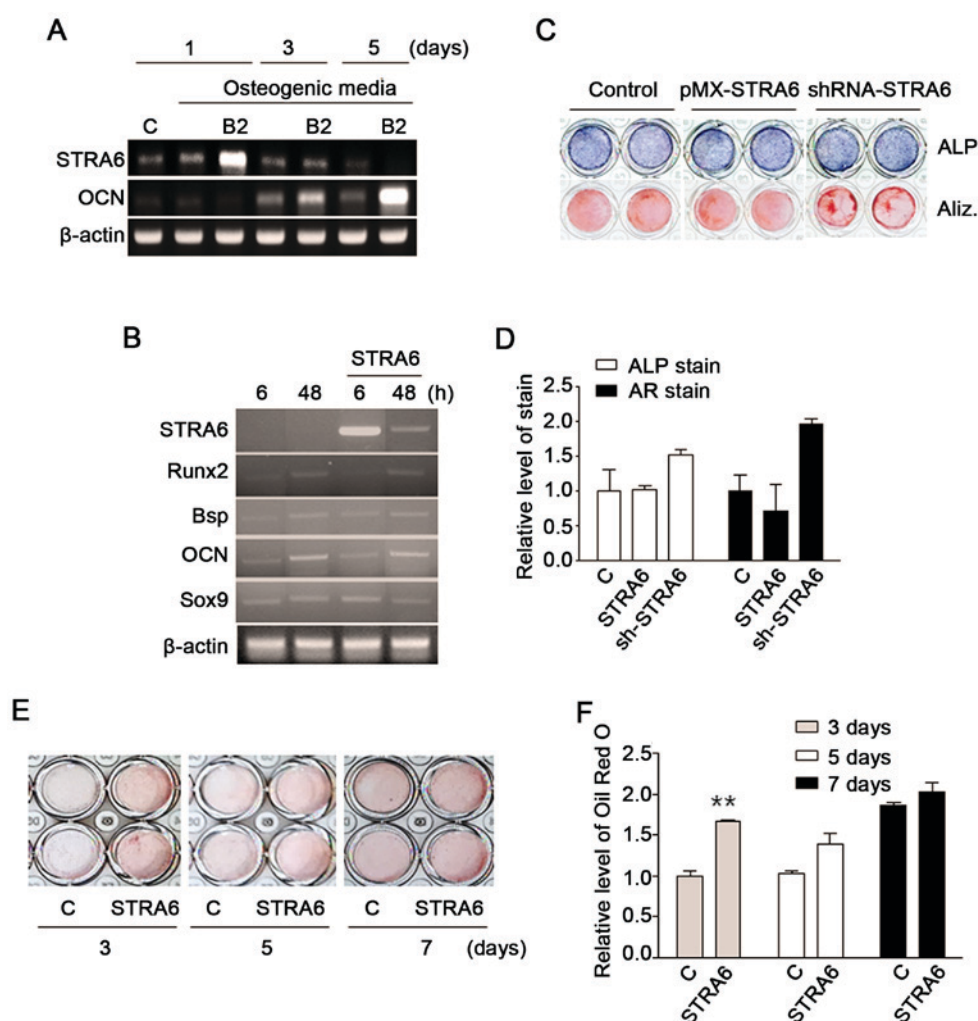 A
1 3 5 (days)
Osteogenic media
C B2 B2 B2
STRA6
OCN
β-actin
B
STRA6
6 48 6 48 (h)
STRA6
Runx2
Bsp
OCN
Sox9
β-actin
C
Control pMX-STRA6 shRNA-STRA6
ALP
Aliz.
D
ALP stain
AR stain
Relative level of stain
2.5
2.0
1.5
1.0
0.5
0.0
C STRA6 sh-STRA6 C STRA6 sh-STRA6
E
C STRA6 C STRA6 C STRA6
3 5 7 (days)
F
3 days
5 days
7 days
Relative level of Oil Red O
2.5
2.0
1.5
1.0
0.5
0.0
**
C STRA6 C STRA6 C STRA6